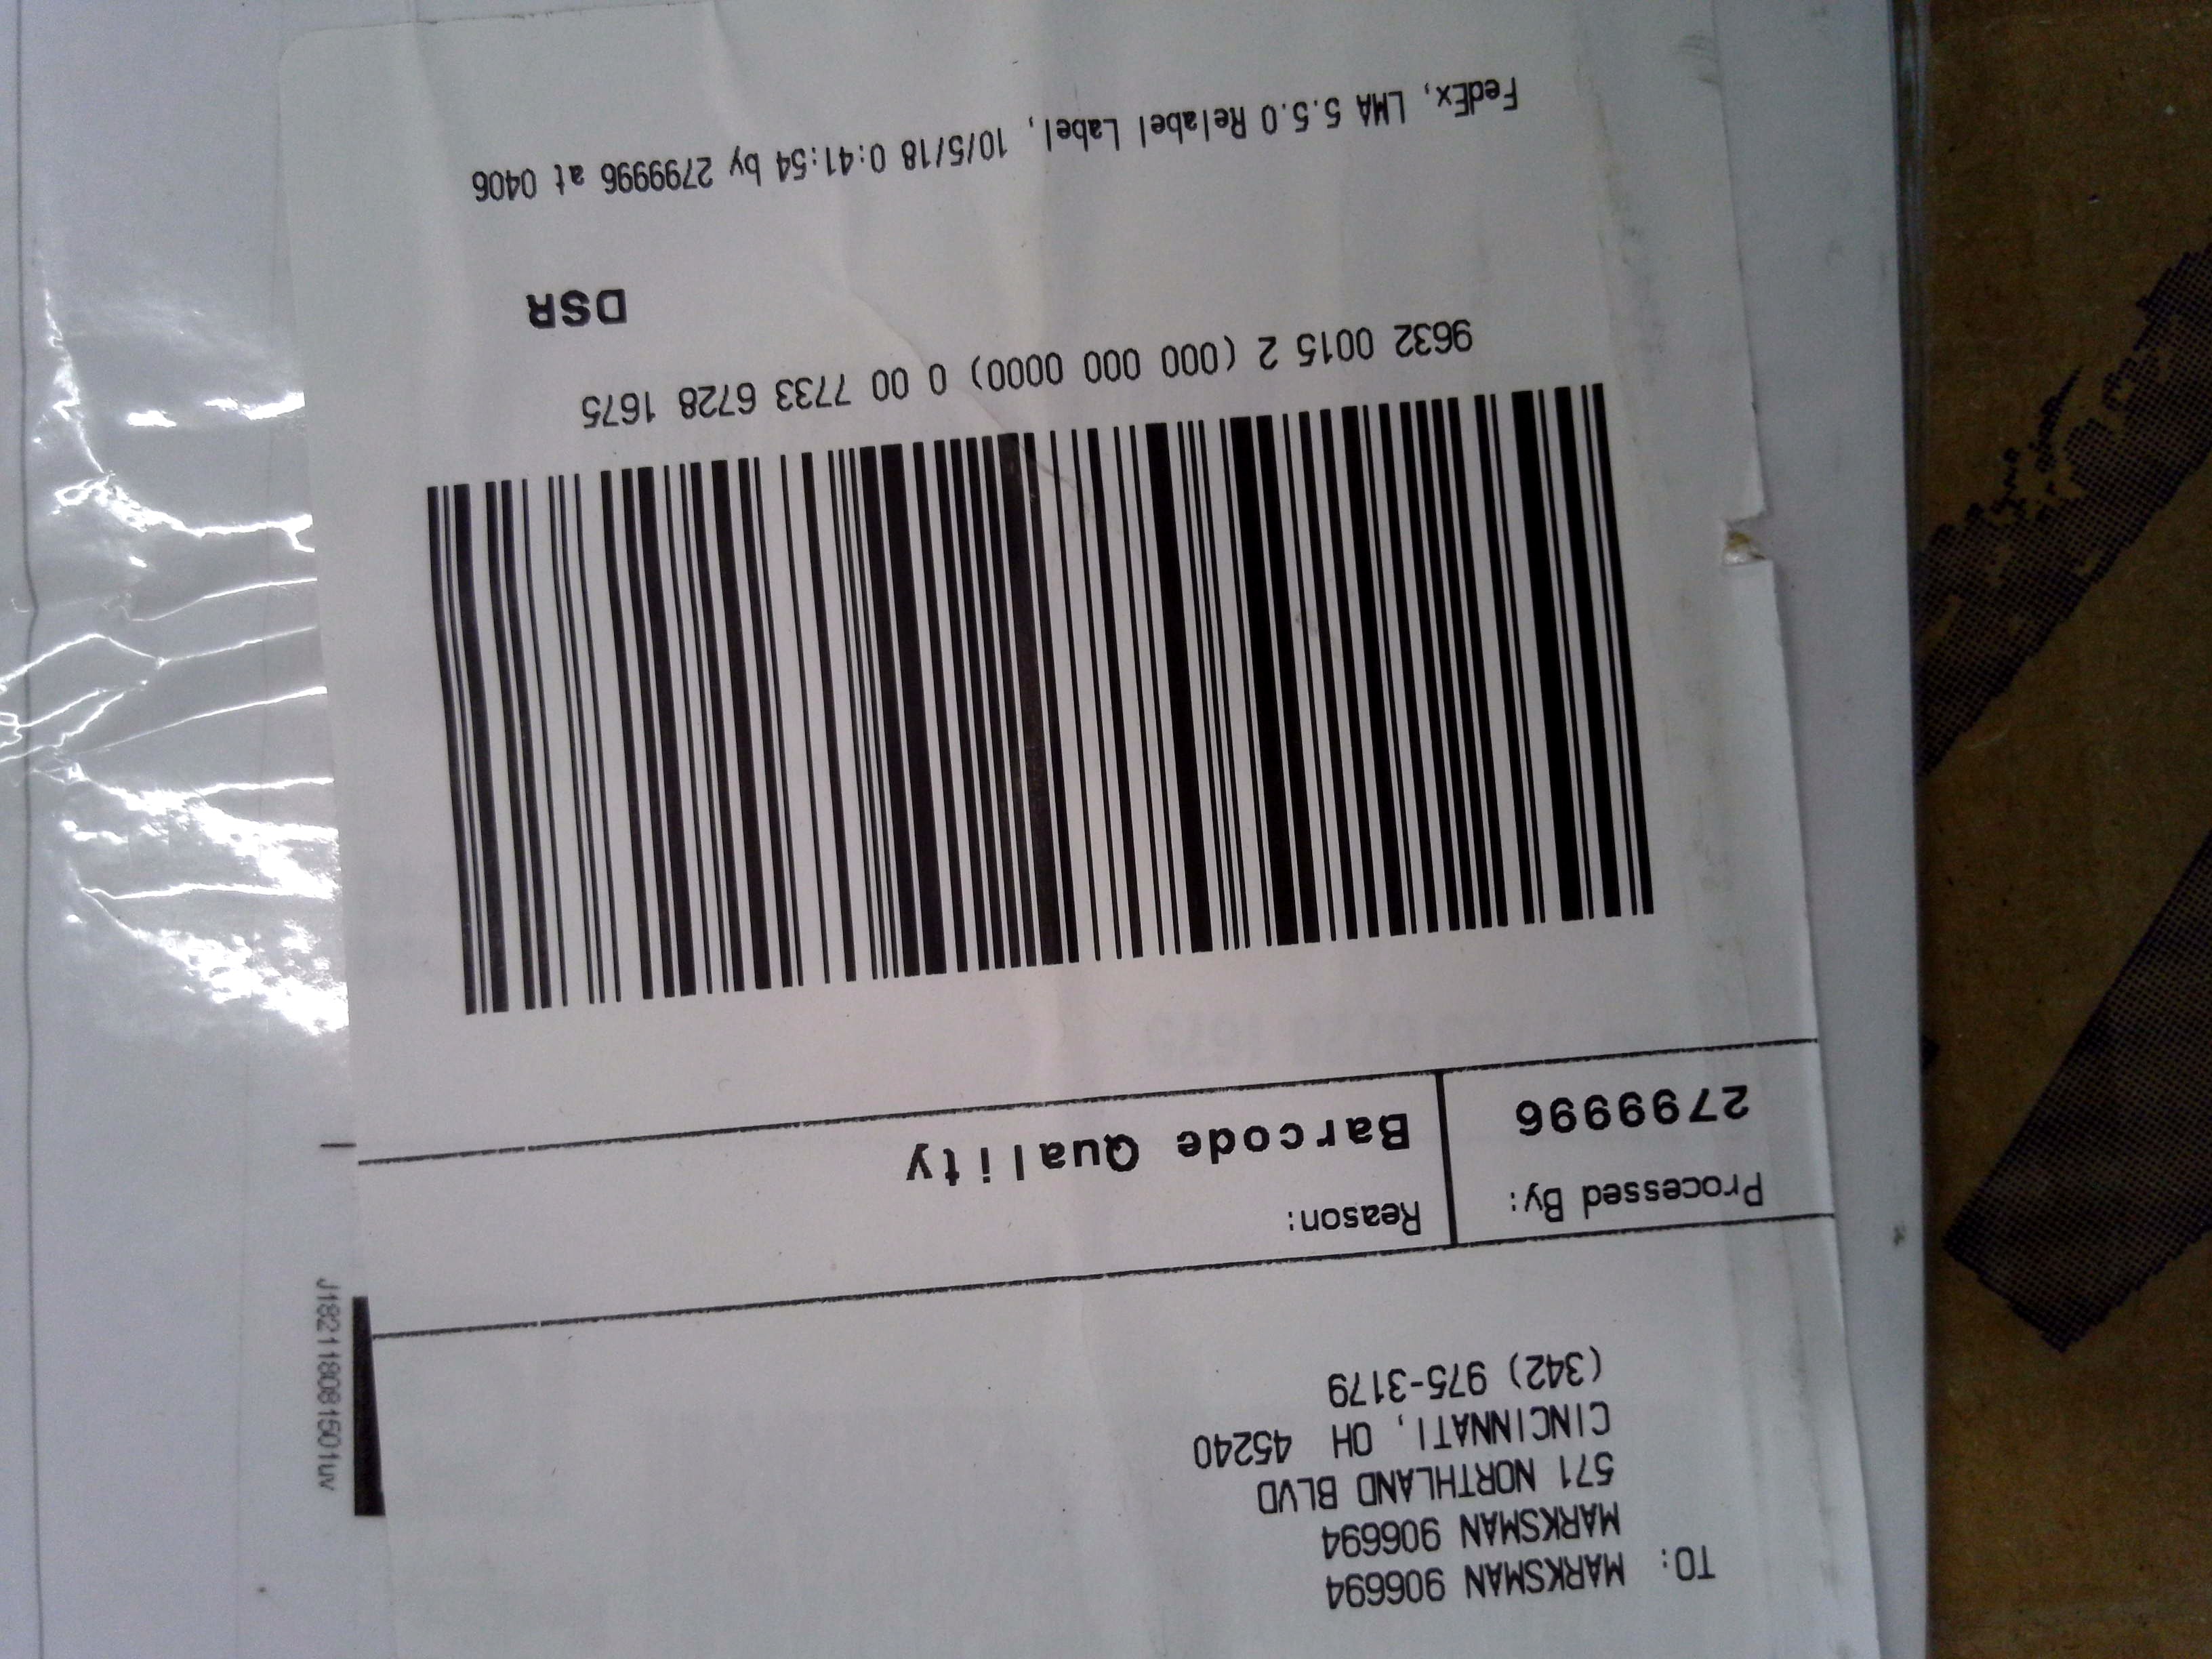 TO: MARKSMAN 906694
MARKSMAN 906694
571 NORTHLAND BLVD
CINCINNATI, OH 45240
(342) 975-3179
Processed By:
2799996
Reason:
Barcode Quality
9632 0015 2 (000 000 0000) 0 00 7733 6728 1675
DSR
FedEx, LMA 5.5.0 Relabel Label, 10/5/18 0:41:54 by 2799996 at 0406
J182118081501uv